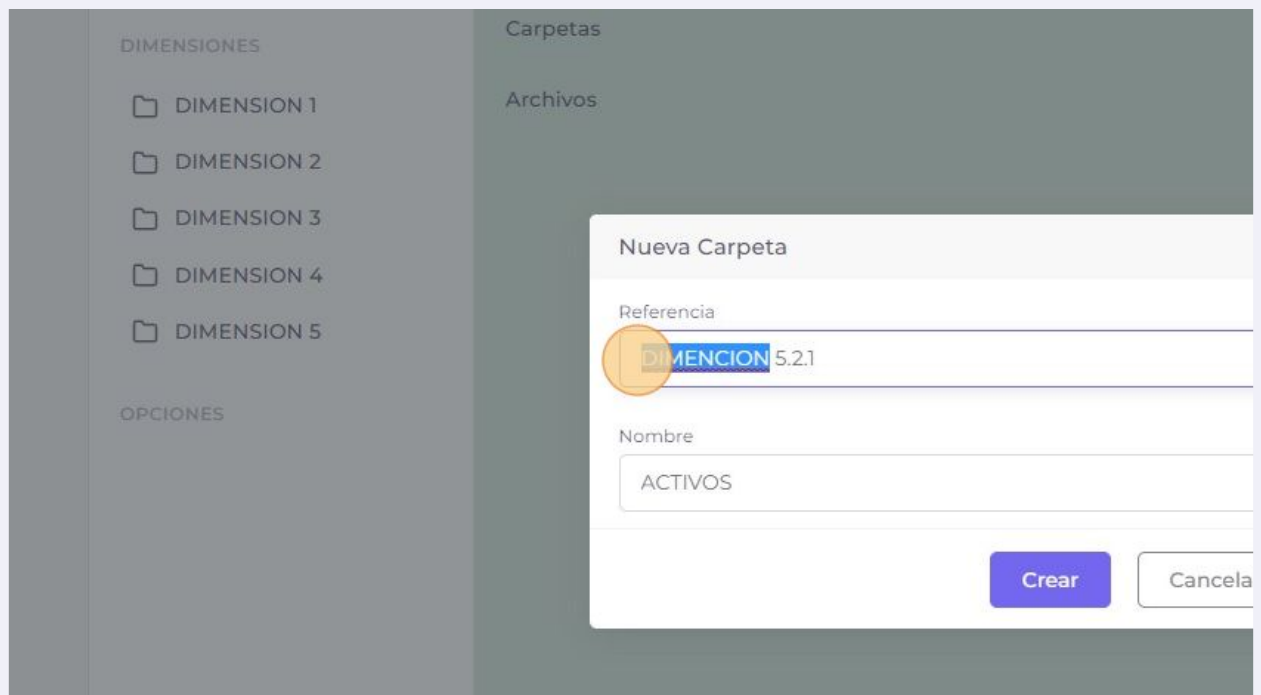 DIMENSIONES
DIMENSION 1
DIMENSION 2
DIMENSION 3
DIMENSION 4
DIMENSION 5
OPCIONES
Carpetas
Archivos
Nueva Carpeta
Referencia
DIMENCION 5.2.1
Nombre
ACTIVOS
Crear
Cancela